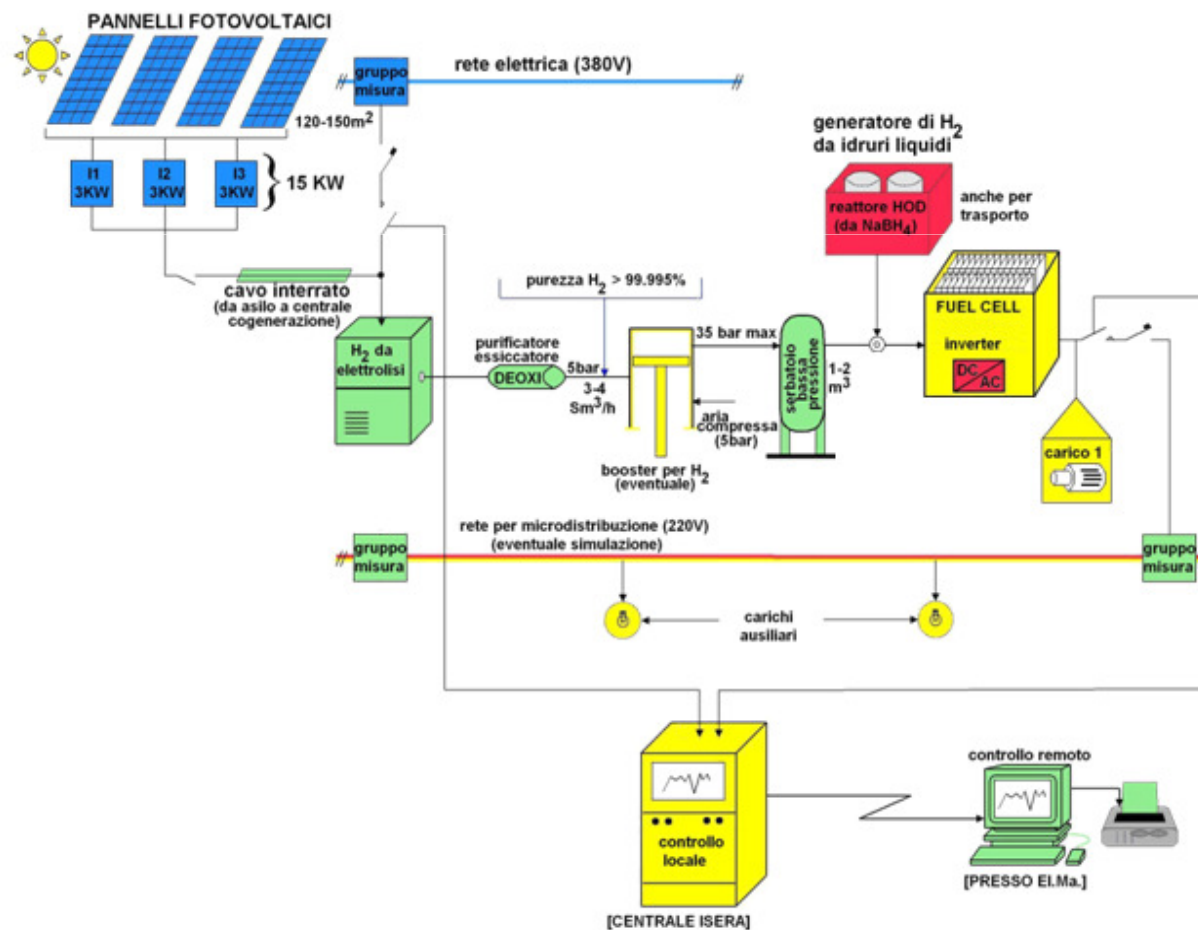 PANNELLI FOTOVOLTAICI
gruppo
misura
rete elettrica (380V)
120-150m²
I1
3KW
I2
3KW
I3
3KW
15 KW
generatore di H₂
da idruri liquidi
reattore HOD
(da NaBH₄)
anche per
trasporto
cavo interrato
(da asilo a centrale
cogenerazione)
purezza H₂ > 99.995%
H₂ da
elettrolisi
purificatore
essiccatore
DEOXI
5bar
3-4
Sm³/h
35 bar max
aria
compressa
(5bar)
booster per H₂
(eventuale)
serbatoio
bassa
pressione
1-2
m³
FUEL CELL
inverter
DC
AC
carico 1
rete per microdistribuzione (220V)
(eventuale simulazione)
gruppo
misura
gruppo
misura
carichi
ausiliari
controllo
locale
[CENTRALE ISERA]
controllo remoto
[PRESSO El.Ma.]